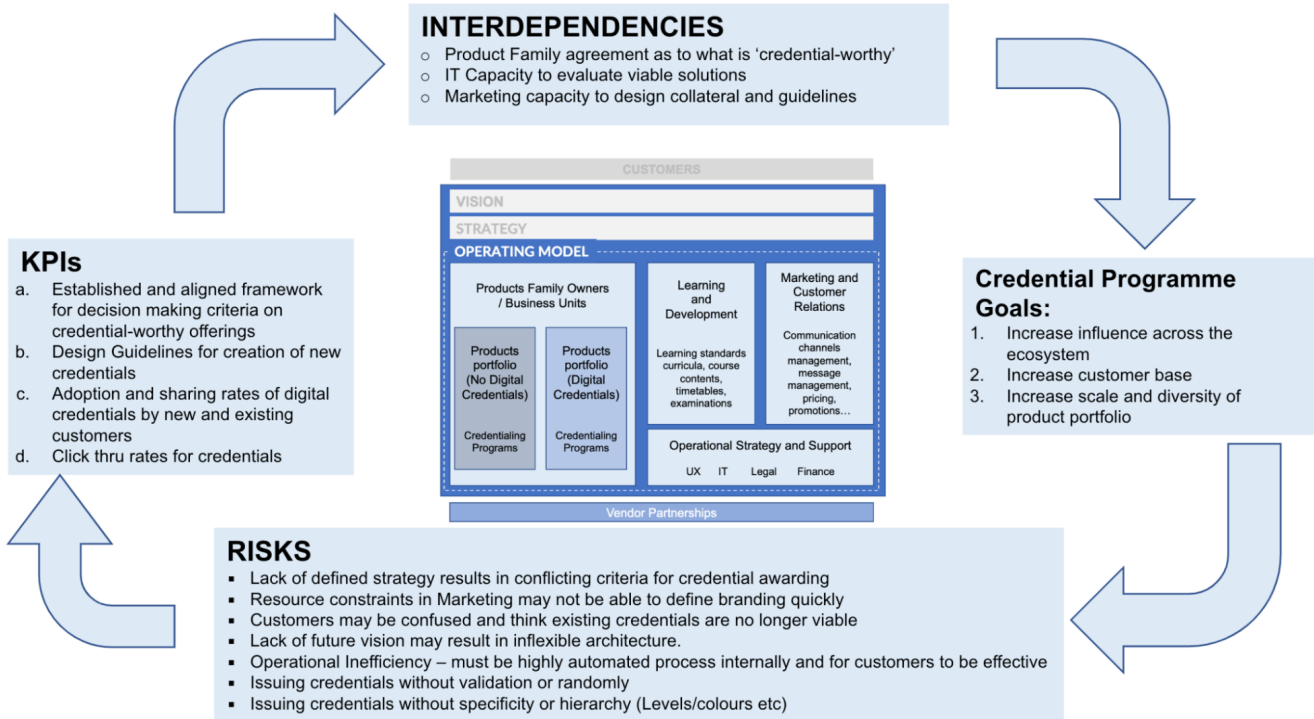 INTERDEPENDENCIES
o Product Family agreement as to what is ‘credential-worthy’
o IT Capacity to evaluate viable solutions
o Marketing capacity to design collateral and guidelines
CUSTOMERS
VISION
STRATEGY
OPERATING MODEL
Products Family Owners
/ Business Units
Products
portfolio
(No Digital
Credentials)
Credentialing
Programs
Products
portfolio
(Digital
Credentials)
Credentialing
Programs
Learning
and
Development
Learning standards
curricula, course
contents,
timetables,
examinations
Marketing and
Customer
Relations
Communication
channels
management,
message
management,
pricing,
promotions…
Operational Strategy and Support
UX IT Legal Finance
Vendor Partnerships
Credential Programme
Goals:
1. Increase influence across the
ecosystem
2. Increase customer base
3. Increase scale and diversity of
product portfolio
RISKS
▪ Lack of defined strategy results in conflicting criteria for credential awarding
▪ Resource constraints in Marketing may not be able to define branding quickly
▪ Customers may be confused and think existing credentials are no longer viable
▪ Lack of future vision may result in inflexible architecture.
▪ Operational Inefficiency – must be highly automated process internally and for customers to be effective
▪ Issuing credentials without validation or randomly
▪ Issuing credentials without specificity or hierarchy (Levels/colours etc)
KPIs
a. Established and aligned framework
for decision making criteria on
credential-worthy offerings
b. Design Guidelines for creation of new
credentials
c. Adoption and sharing rates of digital
credentials by new and existing
customers
d. Click thru rates for credentials